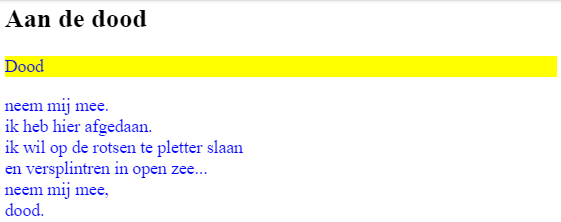 Aan de dood
Dood
neem mij mee.
ik heb hier afgedaan.
ik wil op de rotsen te pletter slaan
en versplintren in open zee...
neem mij mee,
dood.